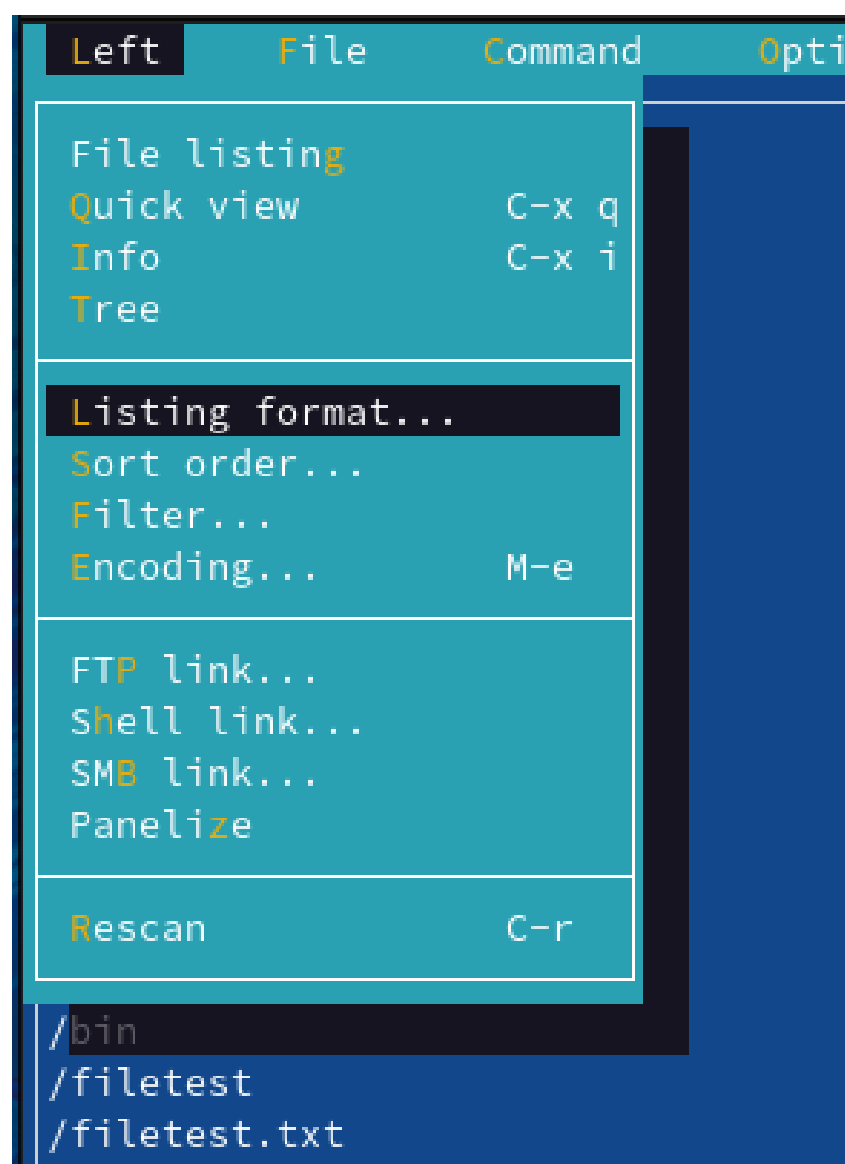 Left File Command Opti
File listing
Quick view C-x q
Info C-x i
Tree
Listing format...
Sort order...
Filter...
Encoding... M-e
FTP link...
Shell link...
SMB link...
Panelize
Rescan C-r
/bin
/filetest
/filetest.txt